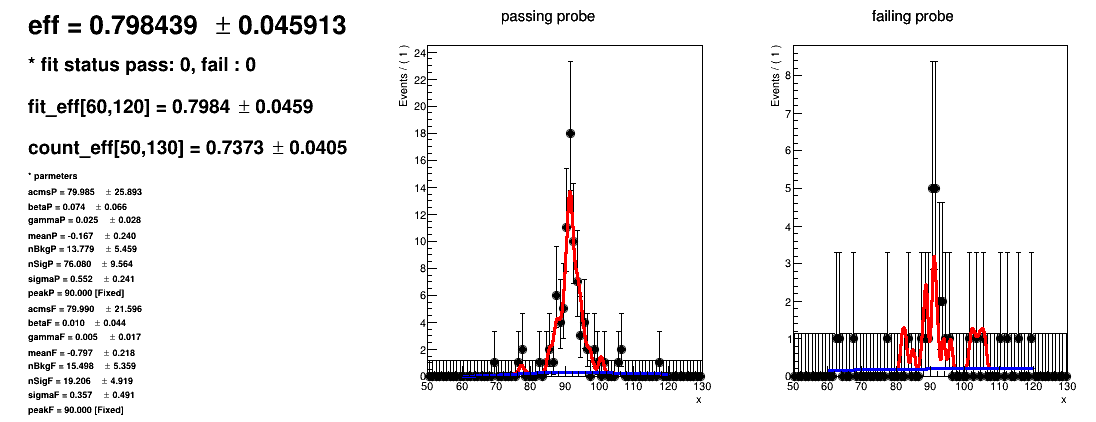 eff = 0.798439 ± 0.045913
* fit status pass: 0, fail : 0
fit_eff[60,120] = 0.7984 ± 0.0459
count_eff[50,130] = 0.7373 ± 0.0405
* parmeters
acmsP = 79.985 ± 25.893
betaP = 0.074 ± 0.066
gammaP = 0.025 ± 0.028
meanP = -0.167 ± 0.240
nBkgP = 13.779 ± 5.459
nSigP = 76.080 ± 9.564
sigmaP = 0.552 ± 0.241
peakP = 90.000 [Fixed]
acmsF = 79.990 ± 21.596
betaF = 0.010 ± 0.044
gammaF = 0.005 ± 0.017
meanF = -0.797 ± 0.218
nBkgF = 15.498 ± 5.359
nSigF = 19.206 ± 4.919
sigmaF = 0.357 ± 0.491
peakF = 90.000 [Fixed]
passing probe
Events / ( 1 )
24
22
20
18
16
14
12
10
8
6
4
2
0
50 60 70 80 90 100 110 120 130
x
failing probe
Events / ( 1 )
8
7
6
5
4
3
2
1
0
50 60 70 80 90 100 110 120 130
x